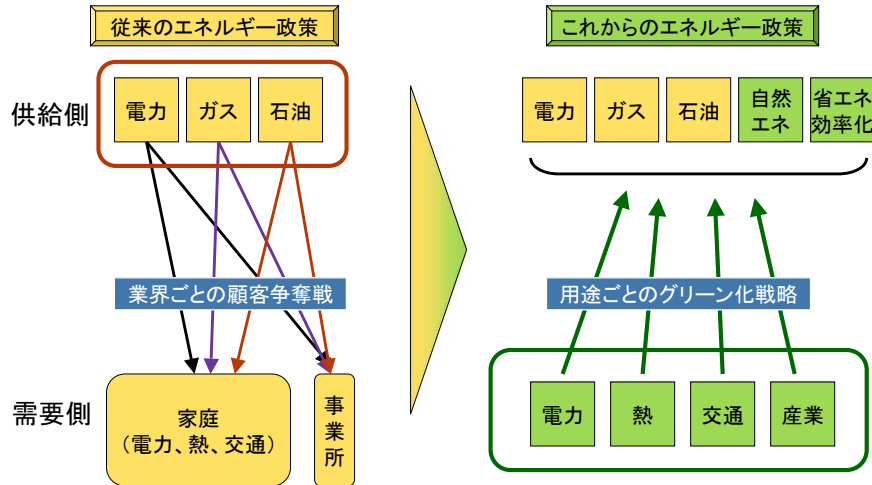 従来のエネルギー政策
これからのエネルギー政策
供給側
電力
ガス
石油
電力
ガス
石油
自然
エネ
省エネ
効率化
業界ごとの顧客争奪戦
用途ごとのグリーン化戦略
需要側
家庭
（電力、熱、交通）
事
業
所
電力
熱
交通
産業